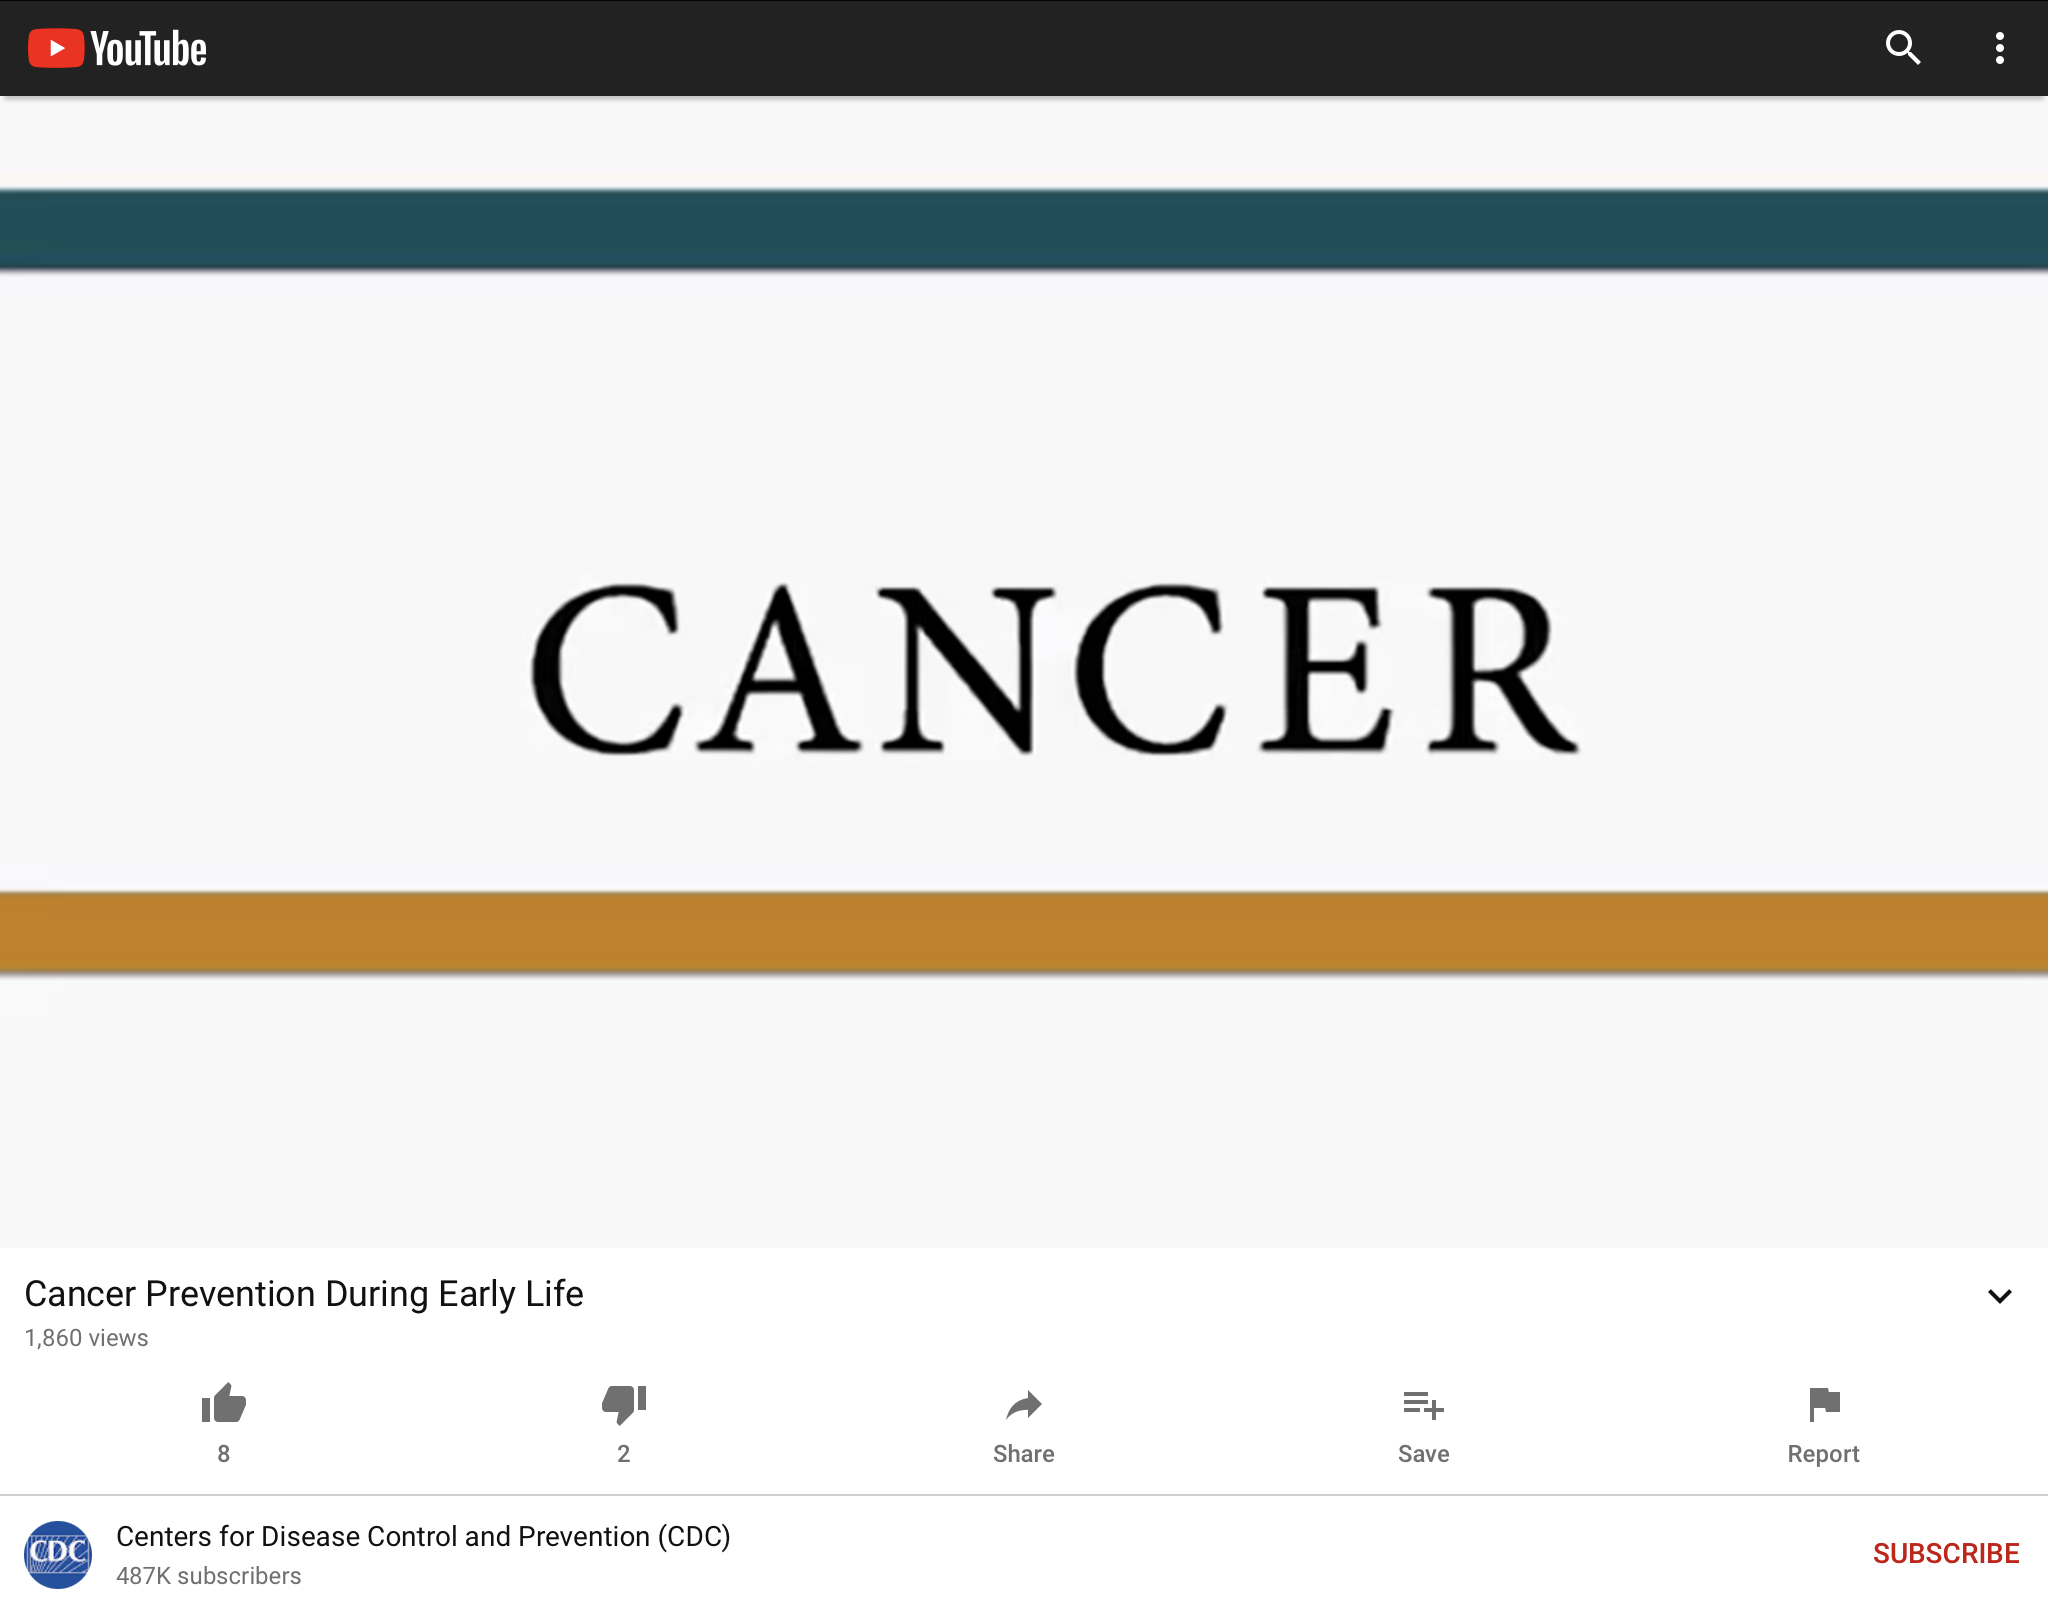 YouTube
CANCER
Cancer Prevention During Early Life
1,860 views
8
2
Share
Save
Report
CDC
Centers for Disease Control and Prevention (CDC)
487K subscribers
SUBSCRIBE